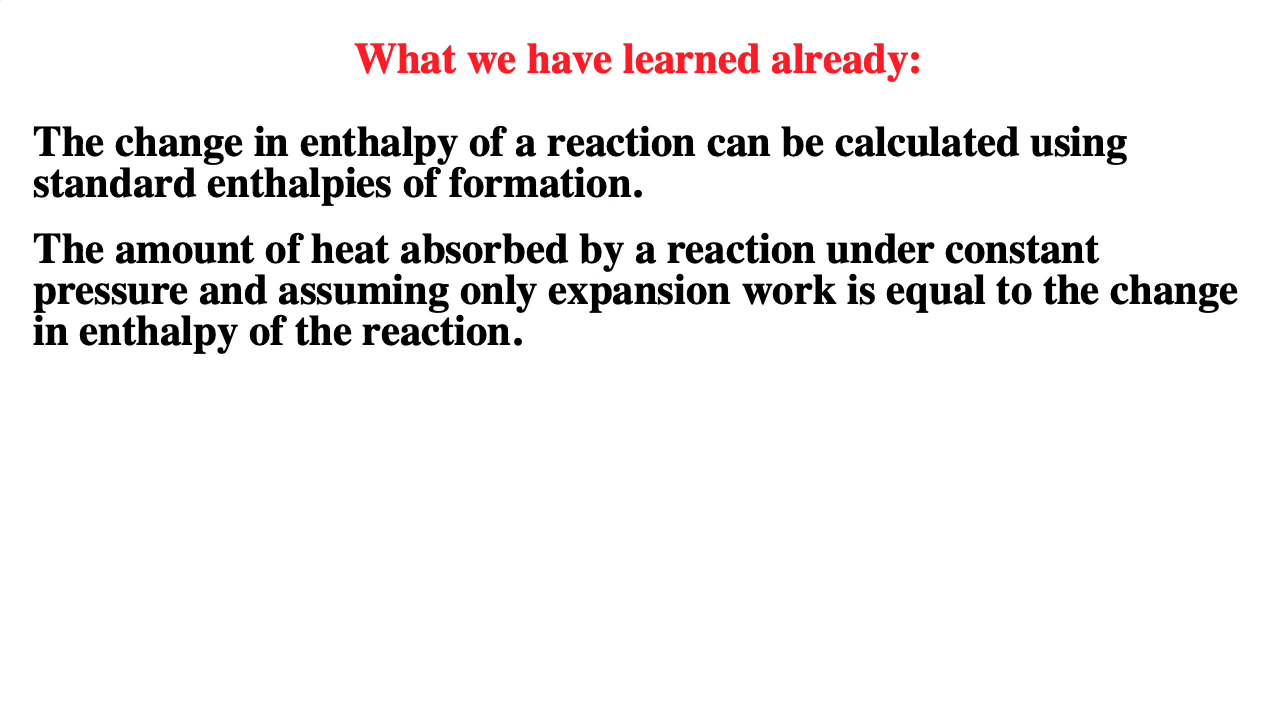 What we have learned already:
The change in enthalpy of a reaction can be calculated using
standard enthalpies of formation.
The amount of heat absorbed by a reaction under constant
pressure and assuming only expansion work is equal to the change
in enthalpy of the reaction.